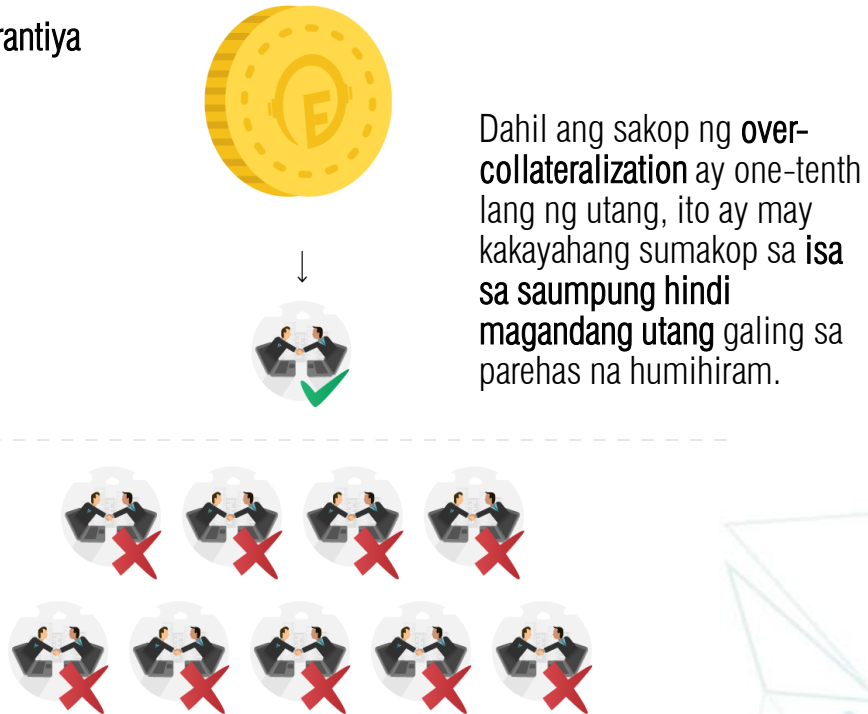 rantiya
E
Dahil ang sakop ng over-
collateralization ay one-tenth
lang ng utang, ito ay may
kakayahang sumakop sa isa
sa saumpung hindi
magandang utang galing sa
parehas na humihiram.